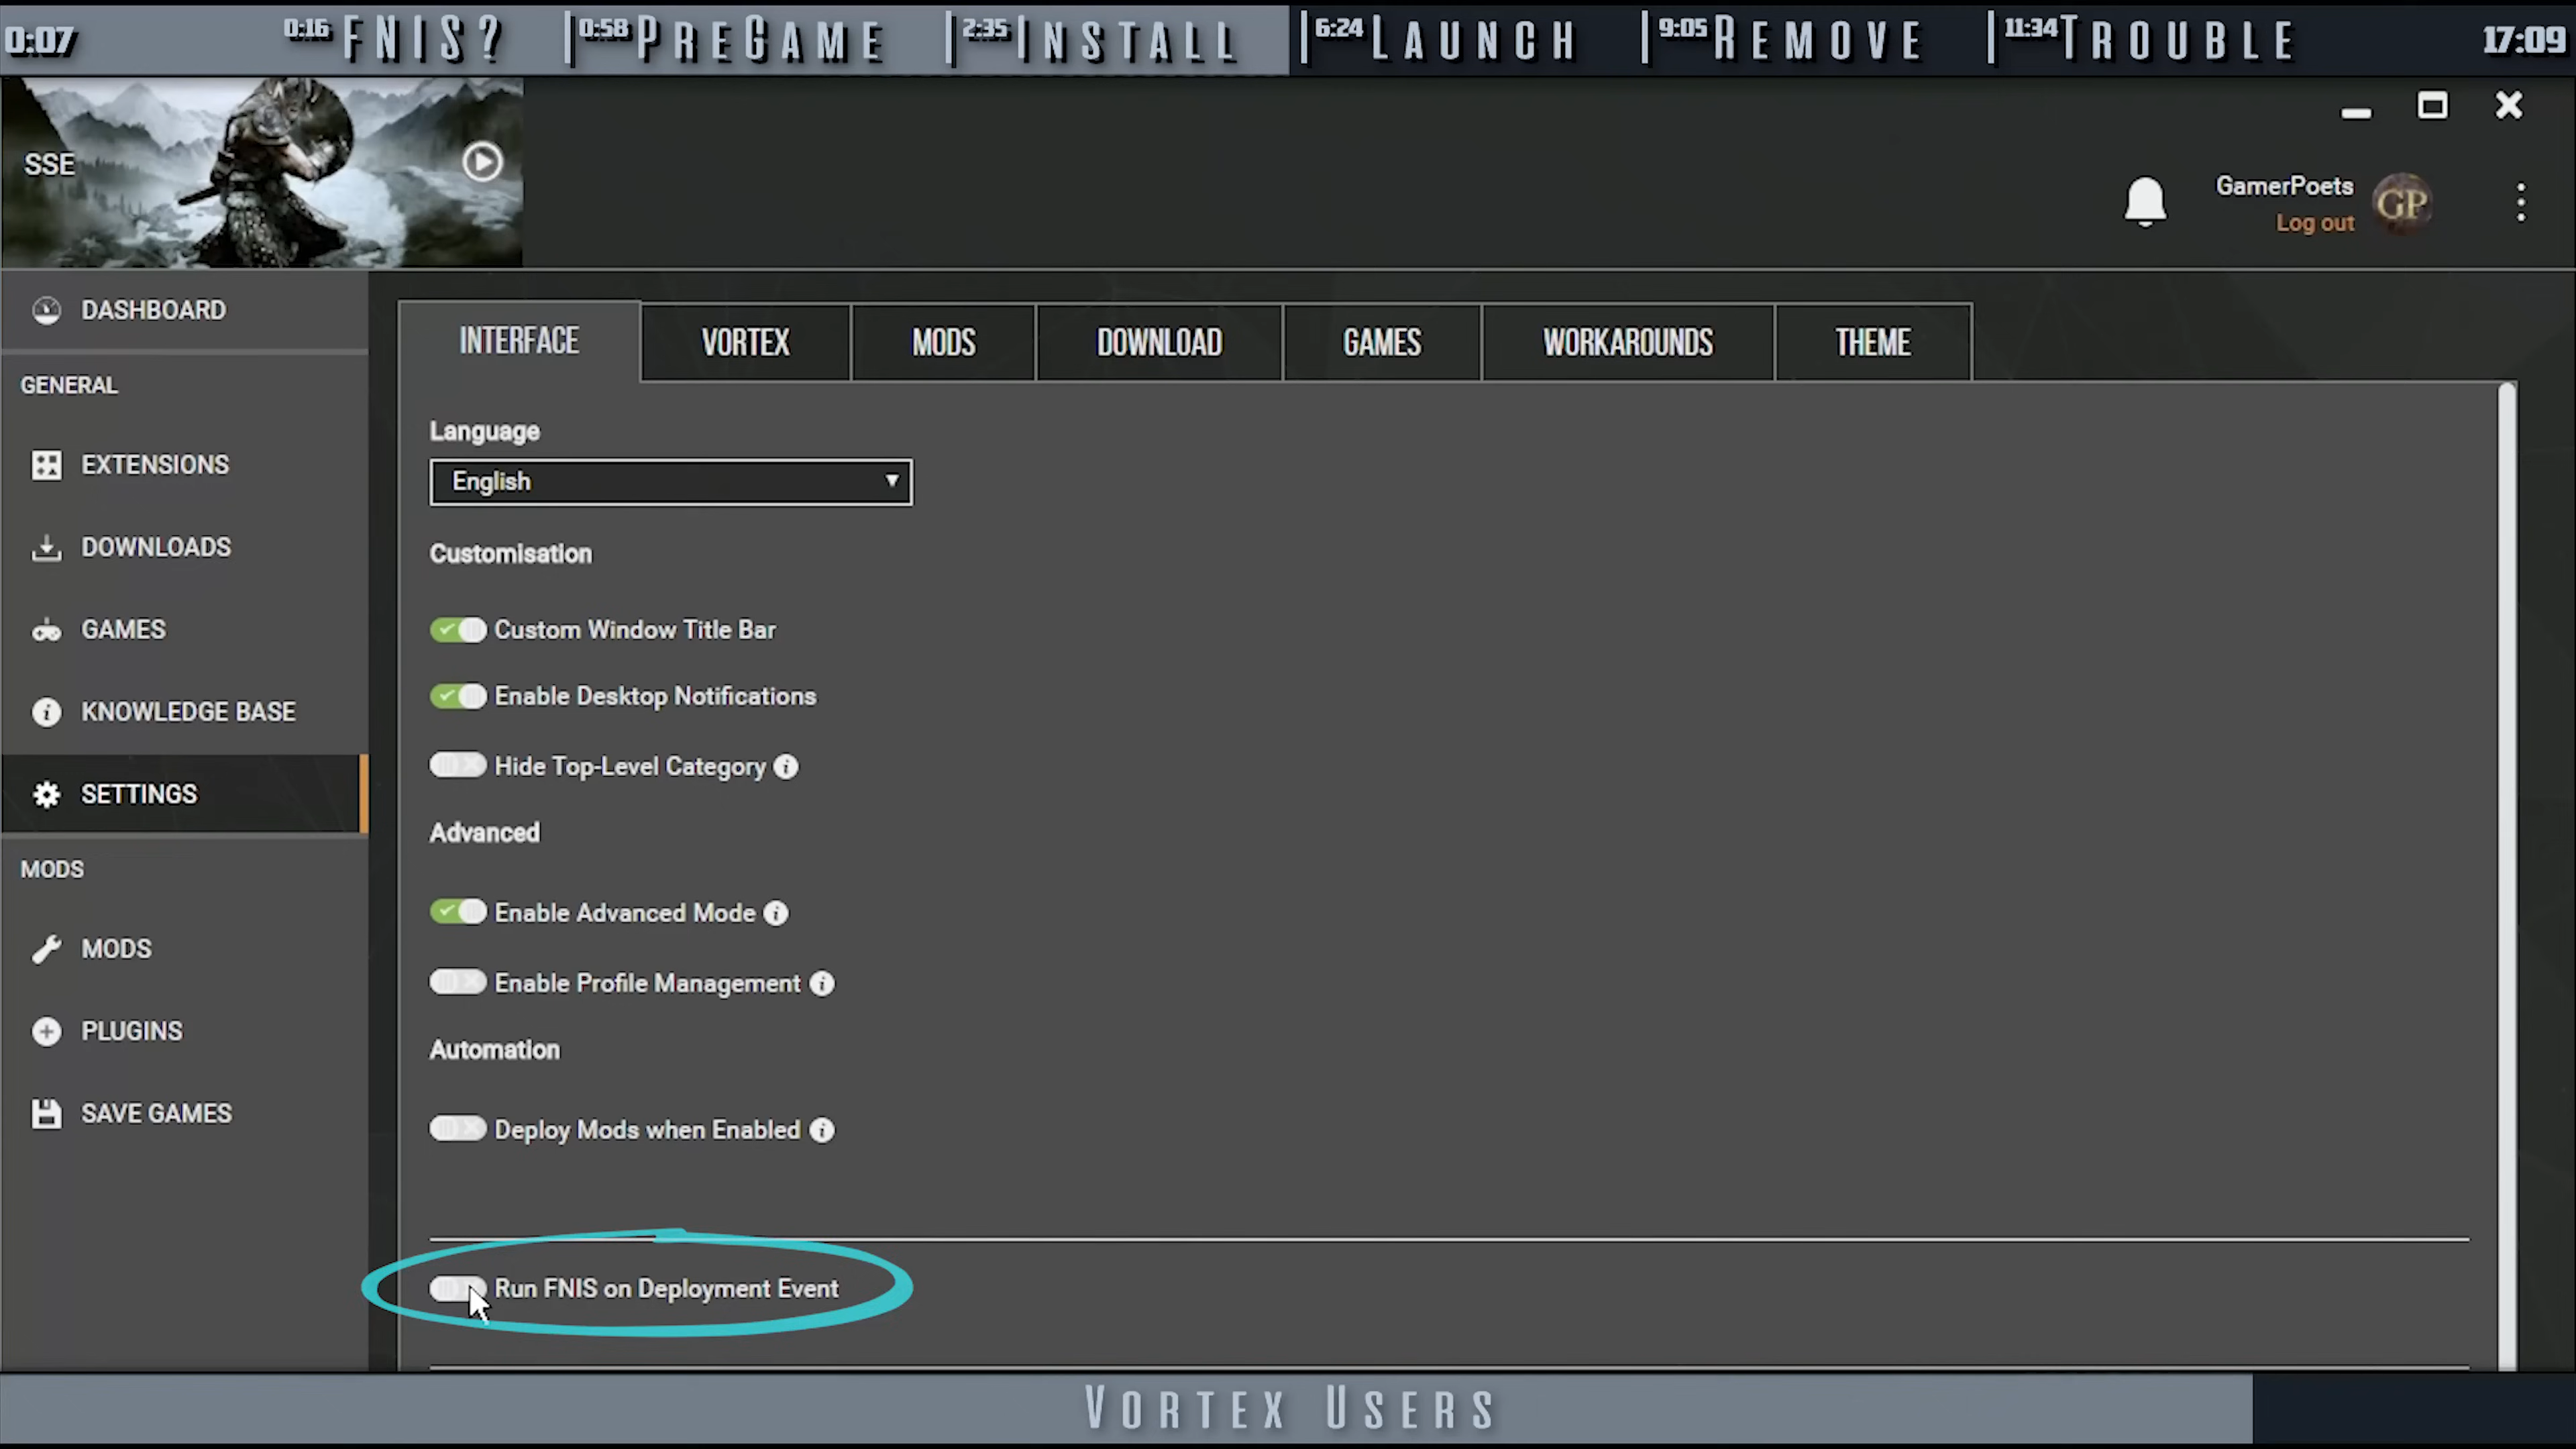 0:07 0:16 FNIS? 0:58 PREGAME 2:35 INSTALL 6:24 LAUNCH 9:05 REMOVE 11:34 TROUBLE 17:09
SSE
GamerPoets
GP
Log out
DASHBOARD
GENERAL
EXTENSIONS
DOWNLOADS
GAMES
KNOWLEDGE BASE
SETTINGS
MODS
MODS
PLUGINS
SAVE GAMES
INTERFACE VORTEX MODS DOWNLOAD GAMES WORKAROUNDS THEME
Language
English
Customisation
Custom Window Title Bar
Enable Desktop Notifications
Hide Top-Level Category
Advanced
Enable Advanced Mode
Enable Profile Management
Automation
Deploy Mods when Enabled
Run FNIS on Deployment Event
VORTEX USERS